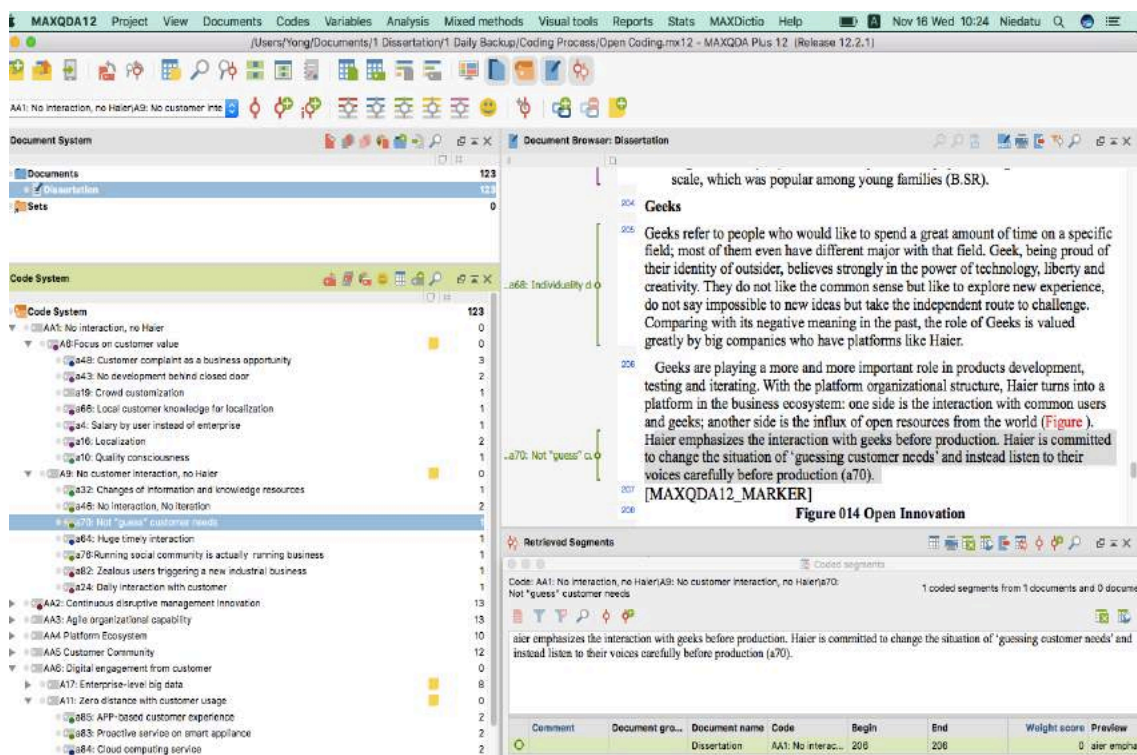 MAXQDA12 Project View Documents Codes Variables Analysis Mixed methods Visual tools Reports Stats MAXDictio Help A Nov 16 Wed 10:24 Niedatu
/Users/Yong/Documents/1 Dissertation/1 Daily Backup/Coding Process/Open Coding.mx12 - MAXQDA Plus 12 (Release 12.2.1)
AA1: No interaction, no Haier\A9: No customer inte
Document System
Documents 123
Dissertation 123
Sets 0
Code System
Code System 123
AA1: No interaction, no Haier 0
A8:Focus on customer value 0
a48: Customer complaint as a business opportunity 3
a43: No development behind closed door 2
a19: Crowd customization 1
a66: Local customer knowledge for localization 1
a4: Salary by user instead of enterprise 1
a16: Localization 2
a10: Quality consciousness 1
A9: No customer interaction, no Haier 0
a32: Changes of information and knowledge resources 1
a46: No interaction, No iteration 2
a70: Not "guess" customer needs 1
a64: Huge timely interaction 1
a76:Running social community is actually running business 1
a82: Zealous users triggering a new industrial business 1
a24: Daily interaction with customer 1
AA2: Continuous disruptive management innovation 13
AA3: Agile organizational capability 13
AA4 Platform Ecosystem 10
AA5 Customer Community 12
AA6: Digital engagement from customer 0
A17: Enterprise-level big data 8
A11: Zero distance with customer usage 0
a85: APP-based customer experience 2
a83: Proactive service on smart appliance 2
a84: Cloud computing service 2
Document Browser: Dissertation
scale, which was popular among young families (B.SR).
204 Geeks
205 Geeks refer to people who would like to spend a great amount of time on a specific
field; most of them even have different major with that field. Geek, being proud of
their identity of outsider, believes strongly in the power of technology, liberty and
..a68: Individuality d
creativity. They do not like the common sense but like to explore new experience,
do not say impossible to new ideas but take the independent route to challenge.
Comparing with its negative meaning in the past, the role of Geeks is valued
greatly by big companies who have platforms like Haier.
206 Geeks are playing a more and more important role in products development,
testing and iterating. With the platform organizational structure, Haier turns into a
platform in the business ecosystem: one side is the interaction with common users
and geeks; another side is the influx of open resources from the world (Figure ).
Haier emphasizes the interaction with geeks before production. Haier is committed
..a70: Not "guess" cu
to change the situation of ‘guessing customer needs’ and instead listen to their
voices carefully before production (a70).
207 [MAXQDA12_MARKER]
208 Figure 014 Open Innovation
Retrieved Segments
Coded segments
Code: AA1: No interaction, no Haier\A9: No customer interaction, no Haier\a70:
Not "guess" customer needs
1 coded segments from 1 documents and 0 docume
aier emphasizes the interaction with geeks before production. Haier is committed to change the situation of ‘guessing customer needs’ and
instead listen to their voices carefully before production (a70).
Comment Document gro... Document name Code Begin End Weight score Preview
Dissertation AA1: No interac... 206 206 0 aier empha